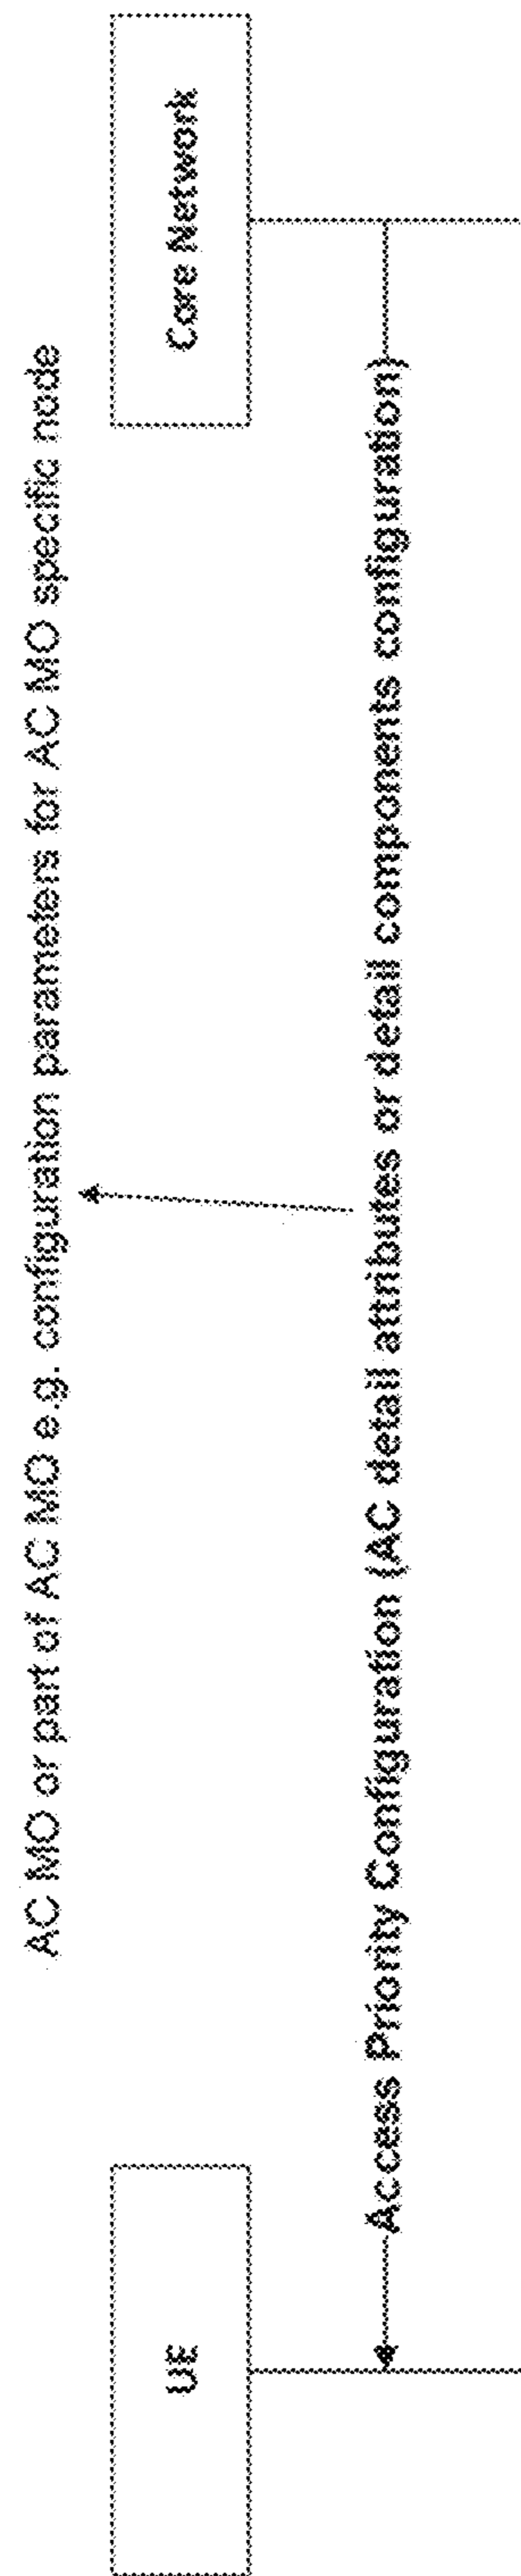 AC MO or part of AC MO e.g. configuration parameters for AC MO specific node
UE
Core Network
Access Priority Configuration (AC detail attributes or detail components configuration)